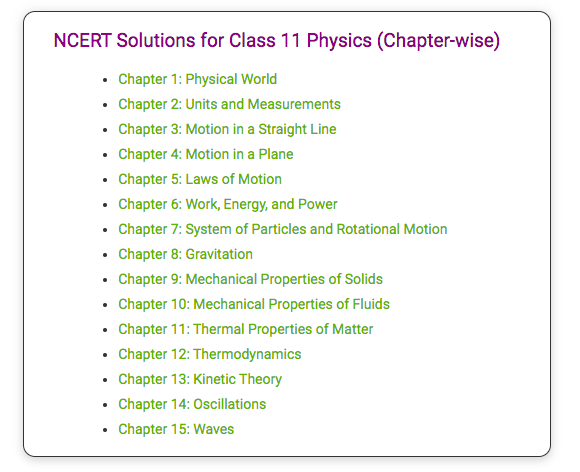 NCERT Solutions for Class 11 Physics (Chapter-wise)
• Chapter 1: Physical World
• Chapter 2: Units and Measurements
• Chapter 3: Motion in a Straight Line
• Chapter 4: Motion in a Plane
• Chapter 5: Laws of Motion
• Chapter 6: Work, Energy, and Power
• Chapter 7: System of Particles and Rotational Motion
• Chapter 8: Gravitation
• Chapter 9: Mechanical Properties of Solids
• Chapter 10: Mechanical Properties of Fluids
• Chapter 11: Thermal Properties of Matter
• Chapter 12: Thermodynamics
• Chapter 13: Kinetic Theory
• Chapter 14: Oscillations
• Chapter 15: Waves